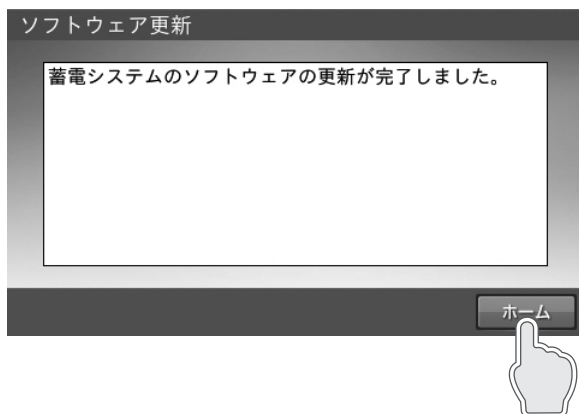 ソフトウェア更新
蓄電システムのソフトウェアの更新が完了しました。
ホーム